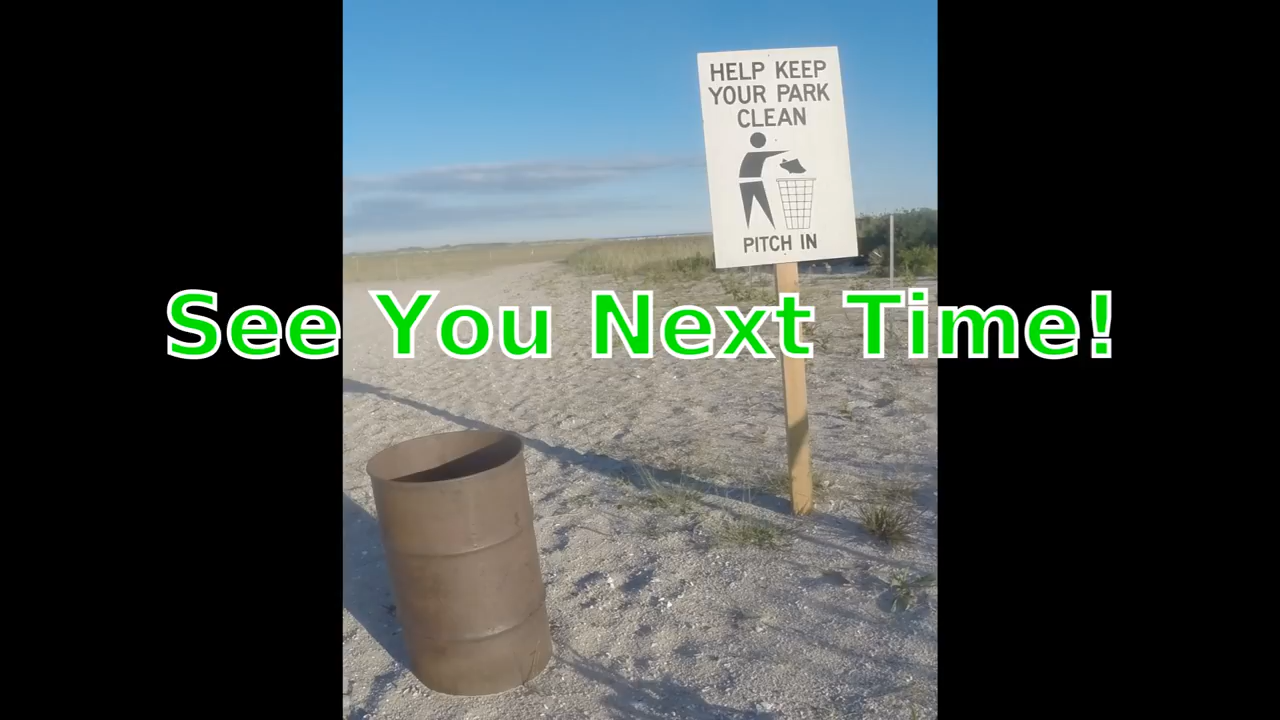 HELP KEEP
YOUR PARK
CLEAN
PITCH IN
See You Next Time!